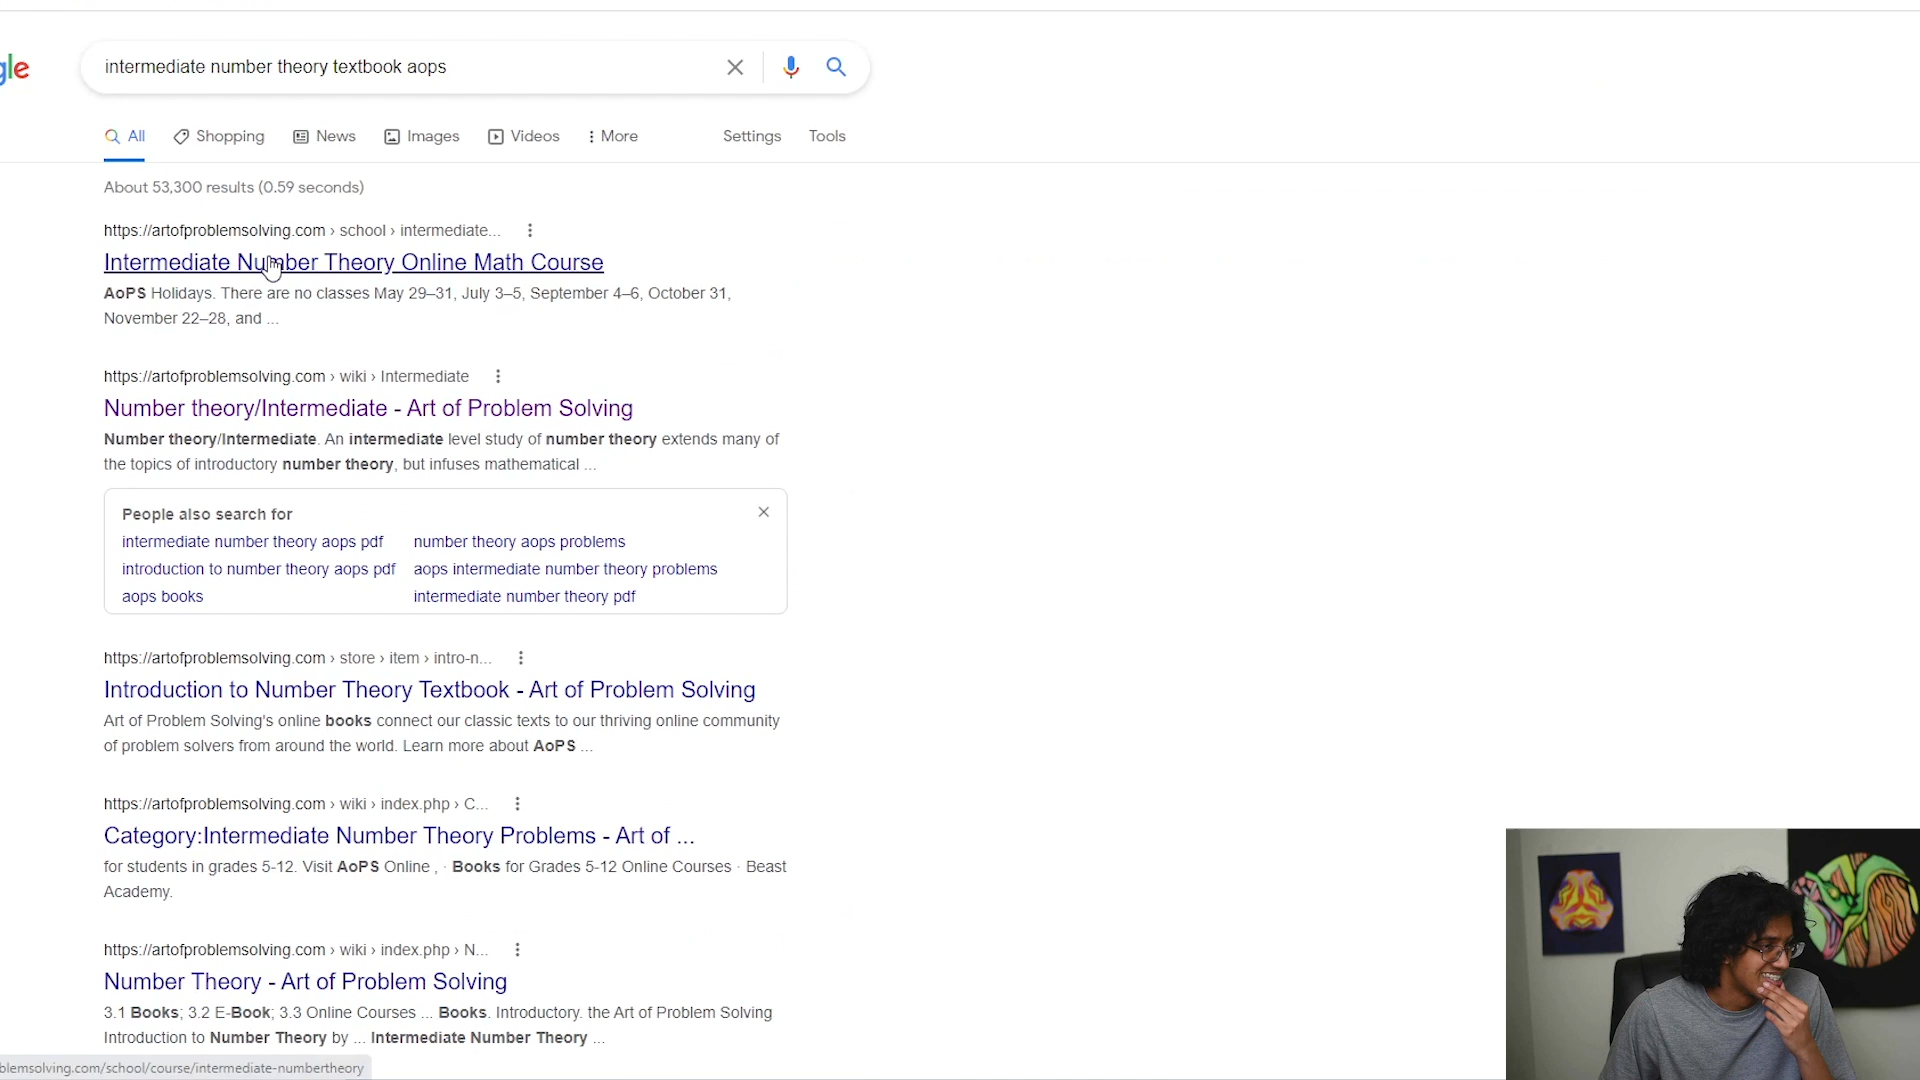 gle
intermediate number theory textbook aops
All Shopping News Images Videos More Settings Tools
About 53,300 results (0.59 seconds)
https://artofproblemsolving.com › school › intermediate...
Intermediate Number Theory Online Math Course
AoPS Holidays. There are no classes May 29–31, July 3–5, September 4–6, October 31,
November 22–28, and ...
https://artofproblemsolving.com › wiki › Intermediate
Number theory/Intermediate - Art of Problem Solving
Number theory/Intermediate. An intermediate level study of number theory extends many of
the topics of introductory number theory, but infuses mathematical ...
People also search for
intermediate number theory aops pdf number theory aops problems
introduction to number theory aops pdf aops intermediate number theory problems
aops books intermediate number theory pdf
https://artofproblemsolving.com › store › item › intro-n...
Introduction to Number Theory Textbook - Art of Problem Solving
Art of Problem Solving's online books connect our classic texts to our thriving online community
of problem solvers from around the world. Learn more about AoPS ...
https://artofproblemsolving.com › wiki › index.php › C...
Category:Intermediate Number Theory Problems - Art of ...
for students in grades 5-12. Visit AoPS Online , · Books for Grades 5-12 Online Courses · Beast
Academy.
https://artofproblemsolving.com › wiki › index.php › N...
Number Theory - Art of Problem Solving
3.1 Books; 3.2 E-Book; 3.3 Online Courses ... Books. Introductory. the Art of Problem Solving
Introduction to Number Theory by ... Intermediate Number Theory ...
blemsolving.com/school/course/intermediate-numbertheory